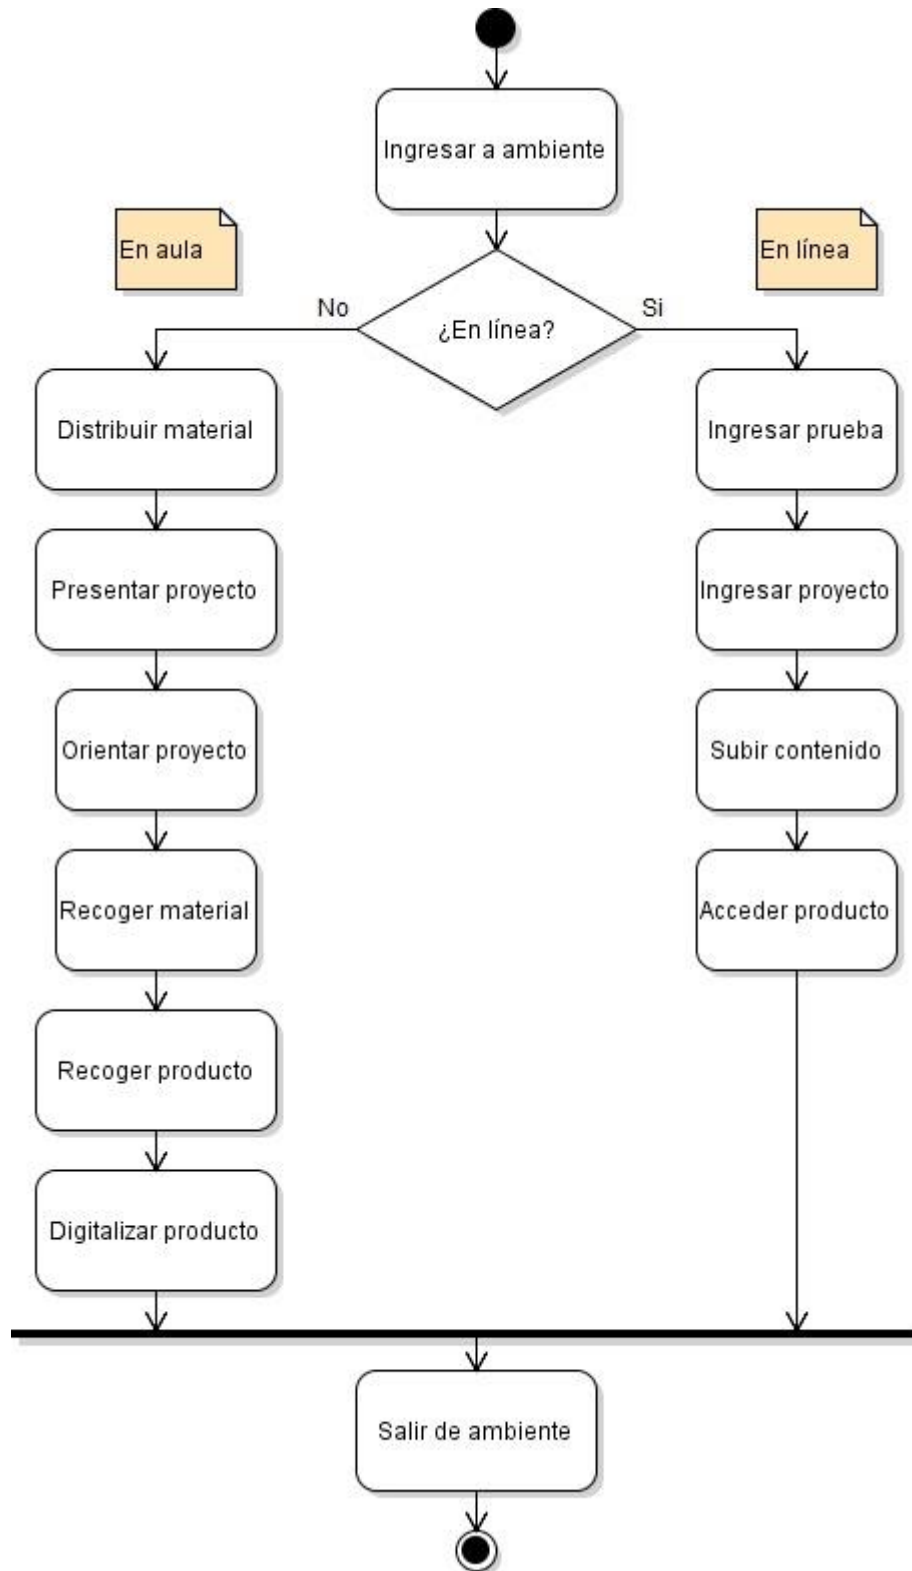 Ingresar a ambiente
En aula
En línea
No
¿En línea?
Si
Distribuir material
Ingresar prueba
Presentar proyecto
Ingresar proyecto
Orientar proyecto
Subir contenido
Recoger material
Acceder producto
Recoger producto
Digitalizar producto
Salir de ambiente